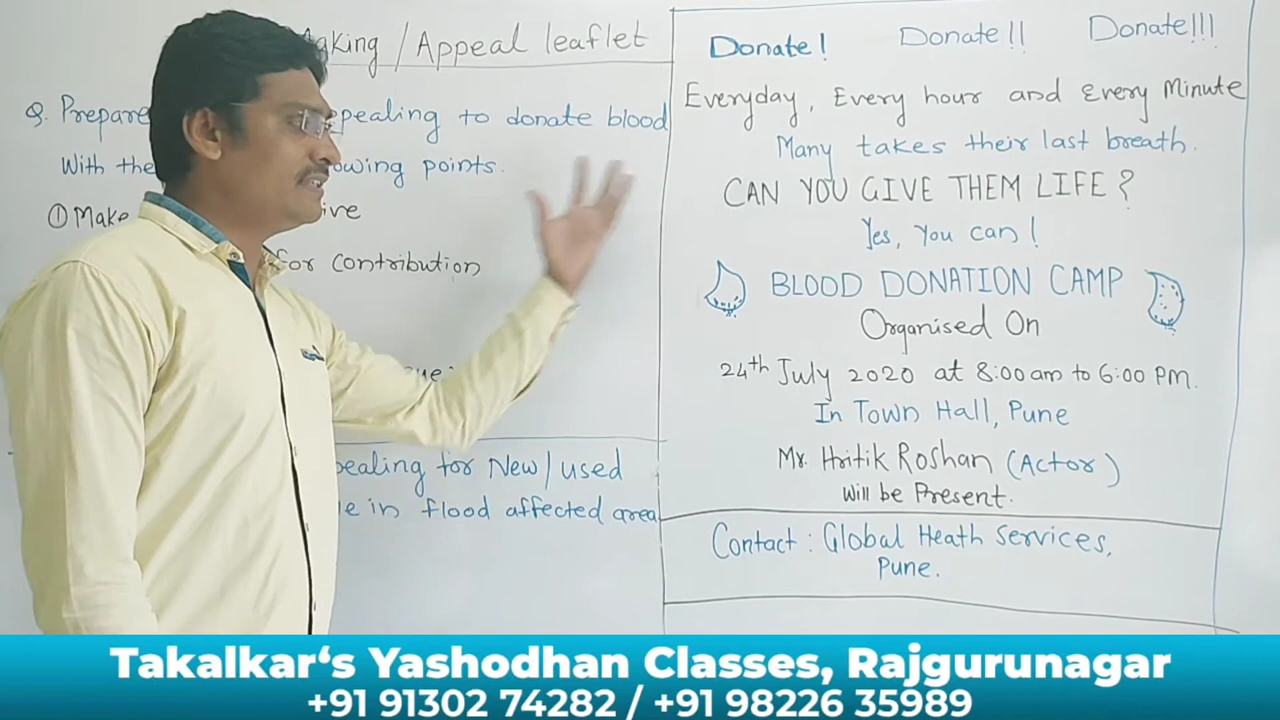 aking / Appeal leaflet
Q. Prepare pealing to donate blood
With the owing points.
① Make ive
for contribution
ue
pealing for New / used
e in flood affected area
Donate! Donate!! Donate!!!
Everyday, Every hour and Every Minute
Many takes their last breath.
CAN YOU GIVE THEM LIFE?
Yes, You can!
BLOOD DONATION CAMP
Organised On
24th July 2020 at 8:00 am to 6:00 PM.
In Town Hall, Pune
Mr. Hritik Roshan (Actor)
Will be Present.
Contact: Global Heath Services,
Pune.
Takalkar‘s Yashodhan Classes, Rajgurunagar
+91 91302 74282 / +91 98226 35989